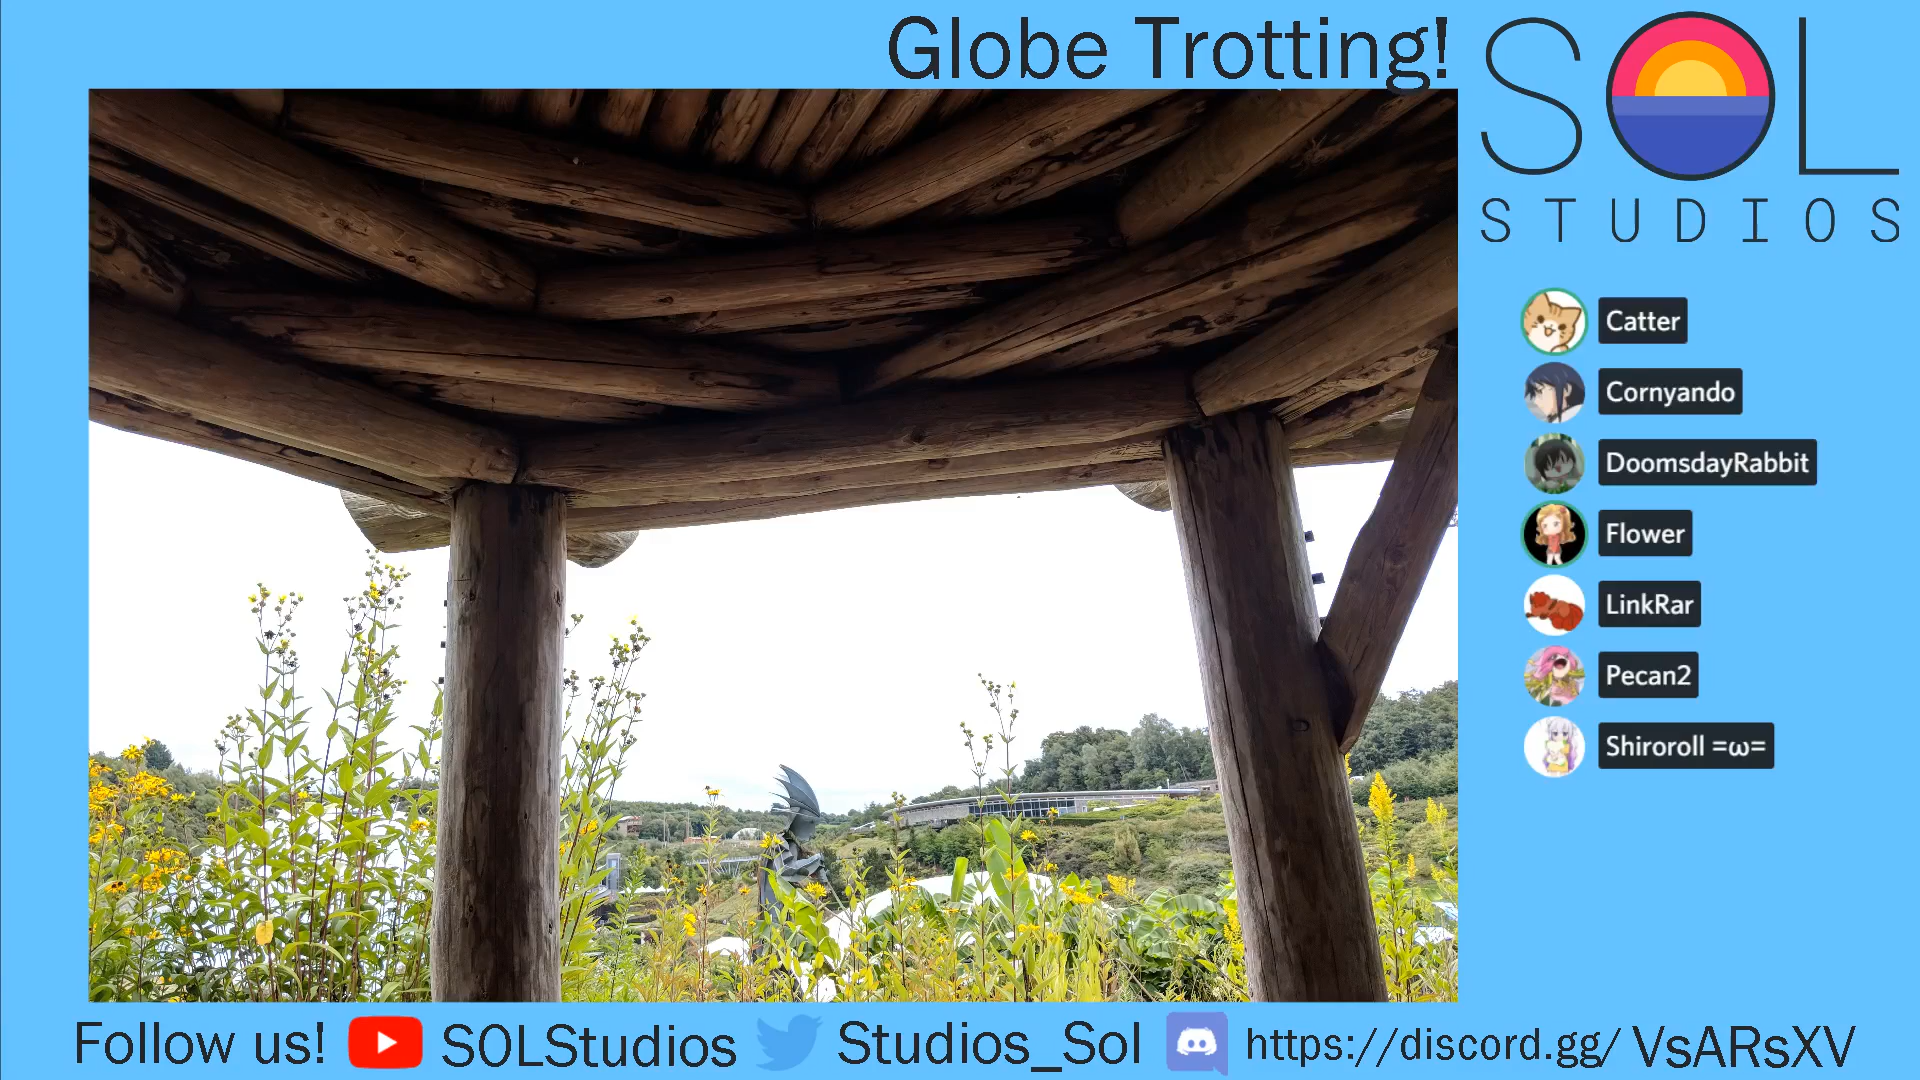 Globe Trotting!
SOL
STUDIOS
Catter
Cornyando
DoomsdayRabbit
Flower
LinkRar
Pecan2
Shiroroll =ω=
Follow us! SOLStudios Studios_Sol https://discord.gg/VsARsXV